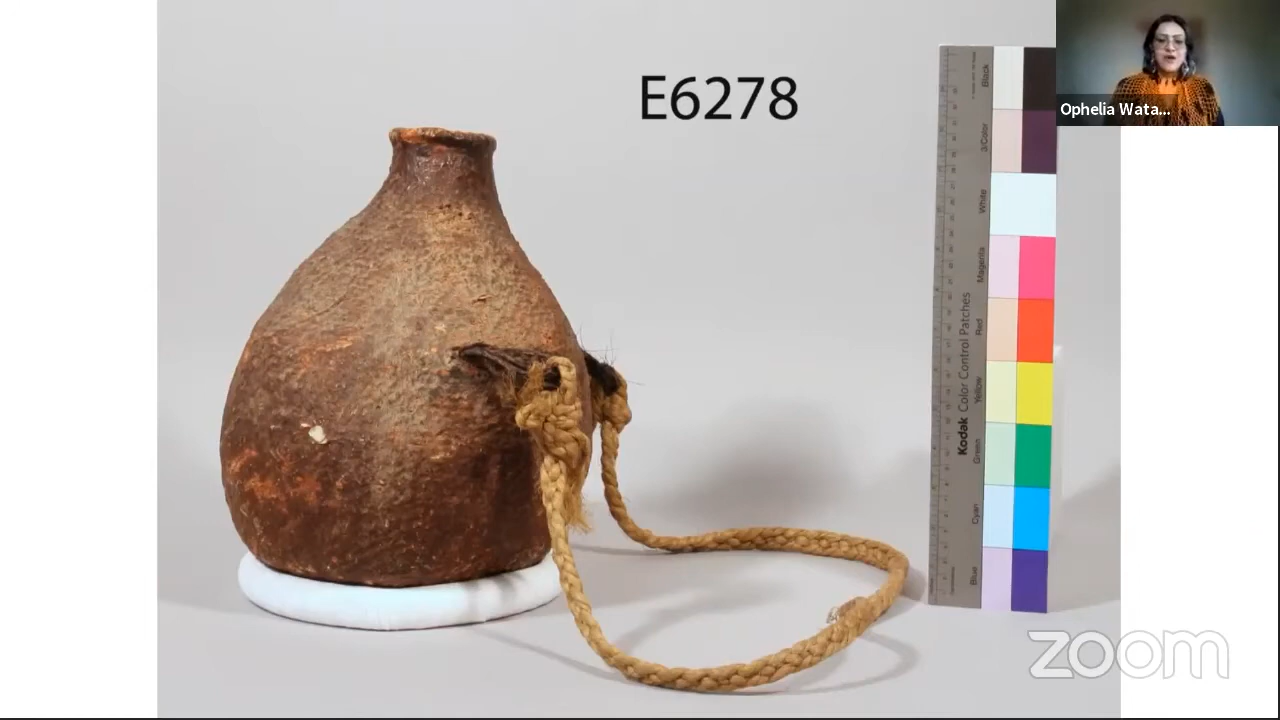 E6278
Ophelia Wata...
Kodak Color Control Patches
Black
3/Color
White
Magenta
Red
Yellow
Green
Cyan
Blue
zoom